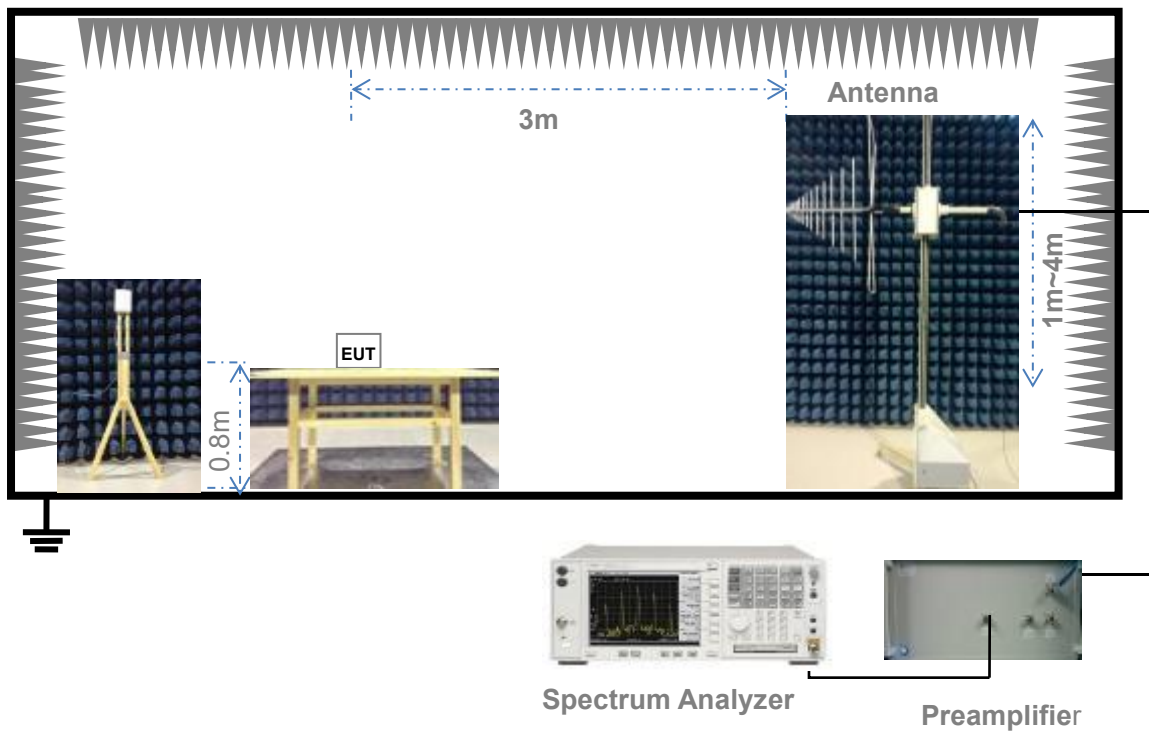 Antenna
3m
1m~4m
EUT
0.8m
Spectrum Analyzer
Preamplifier